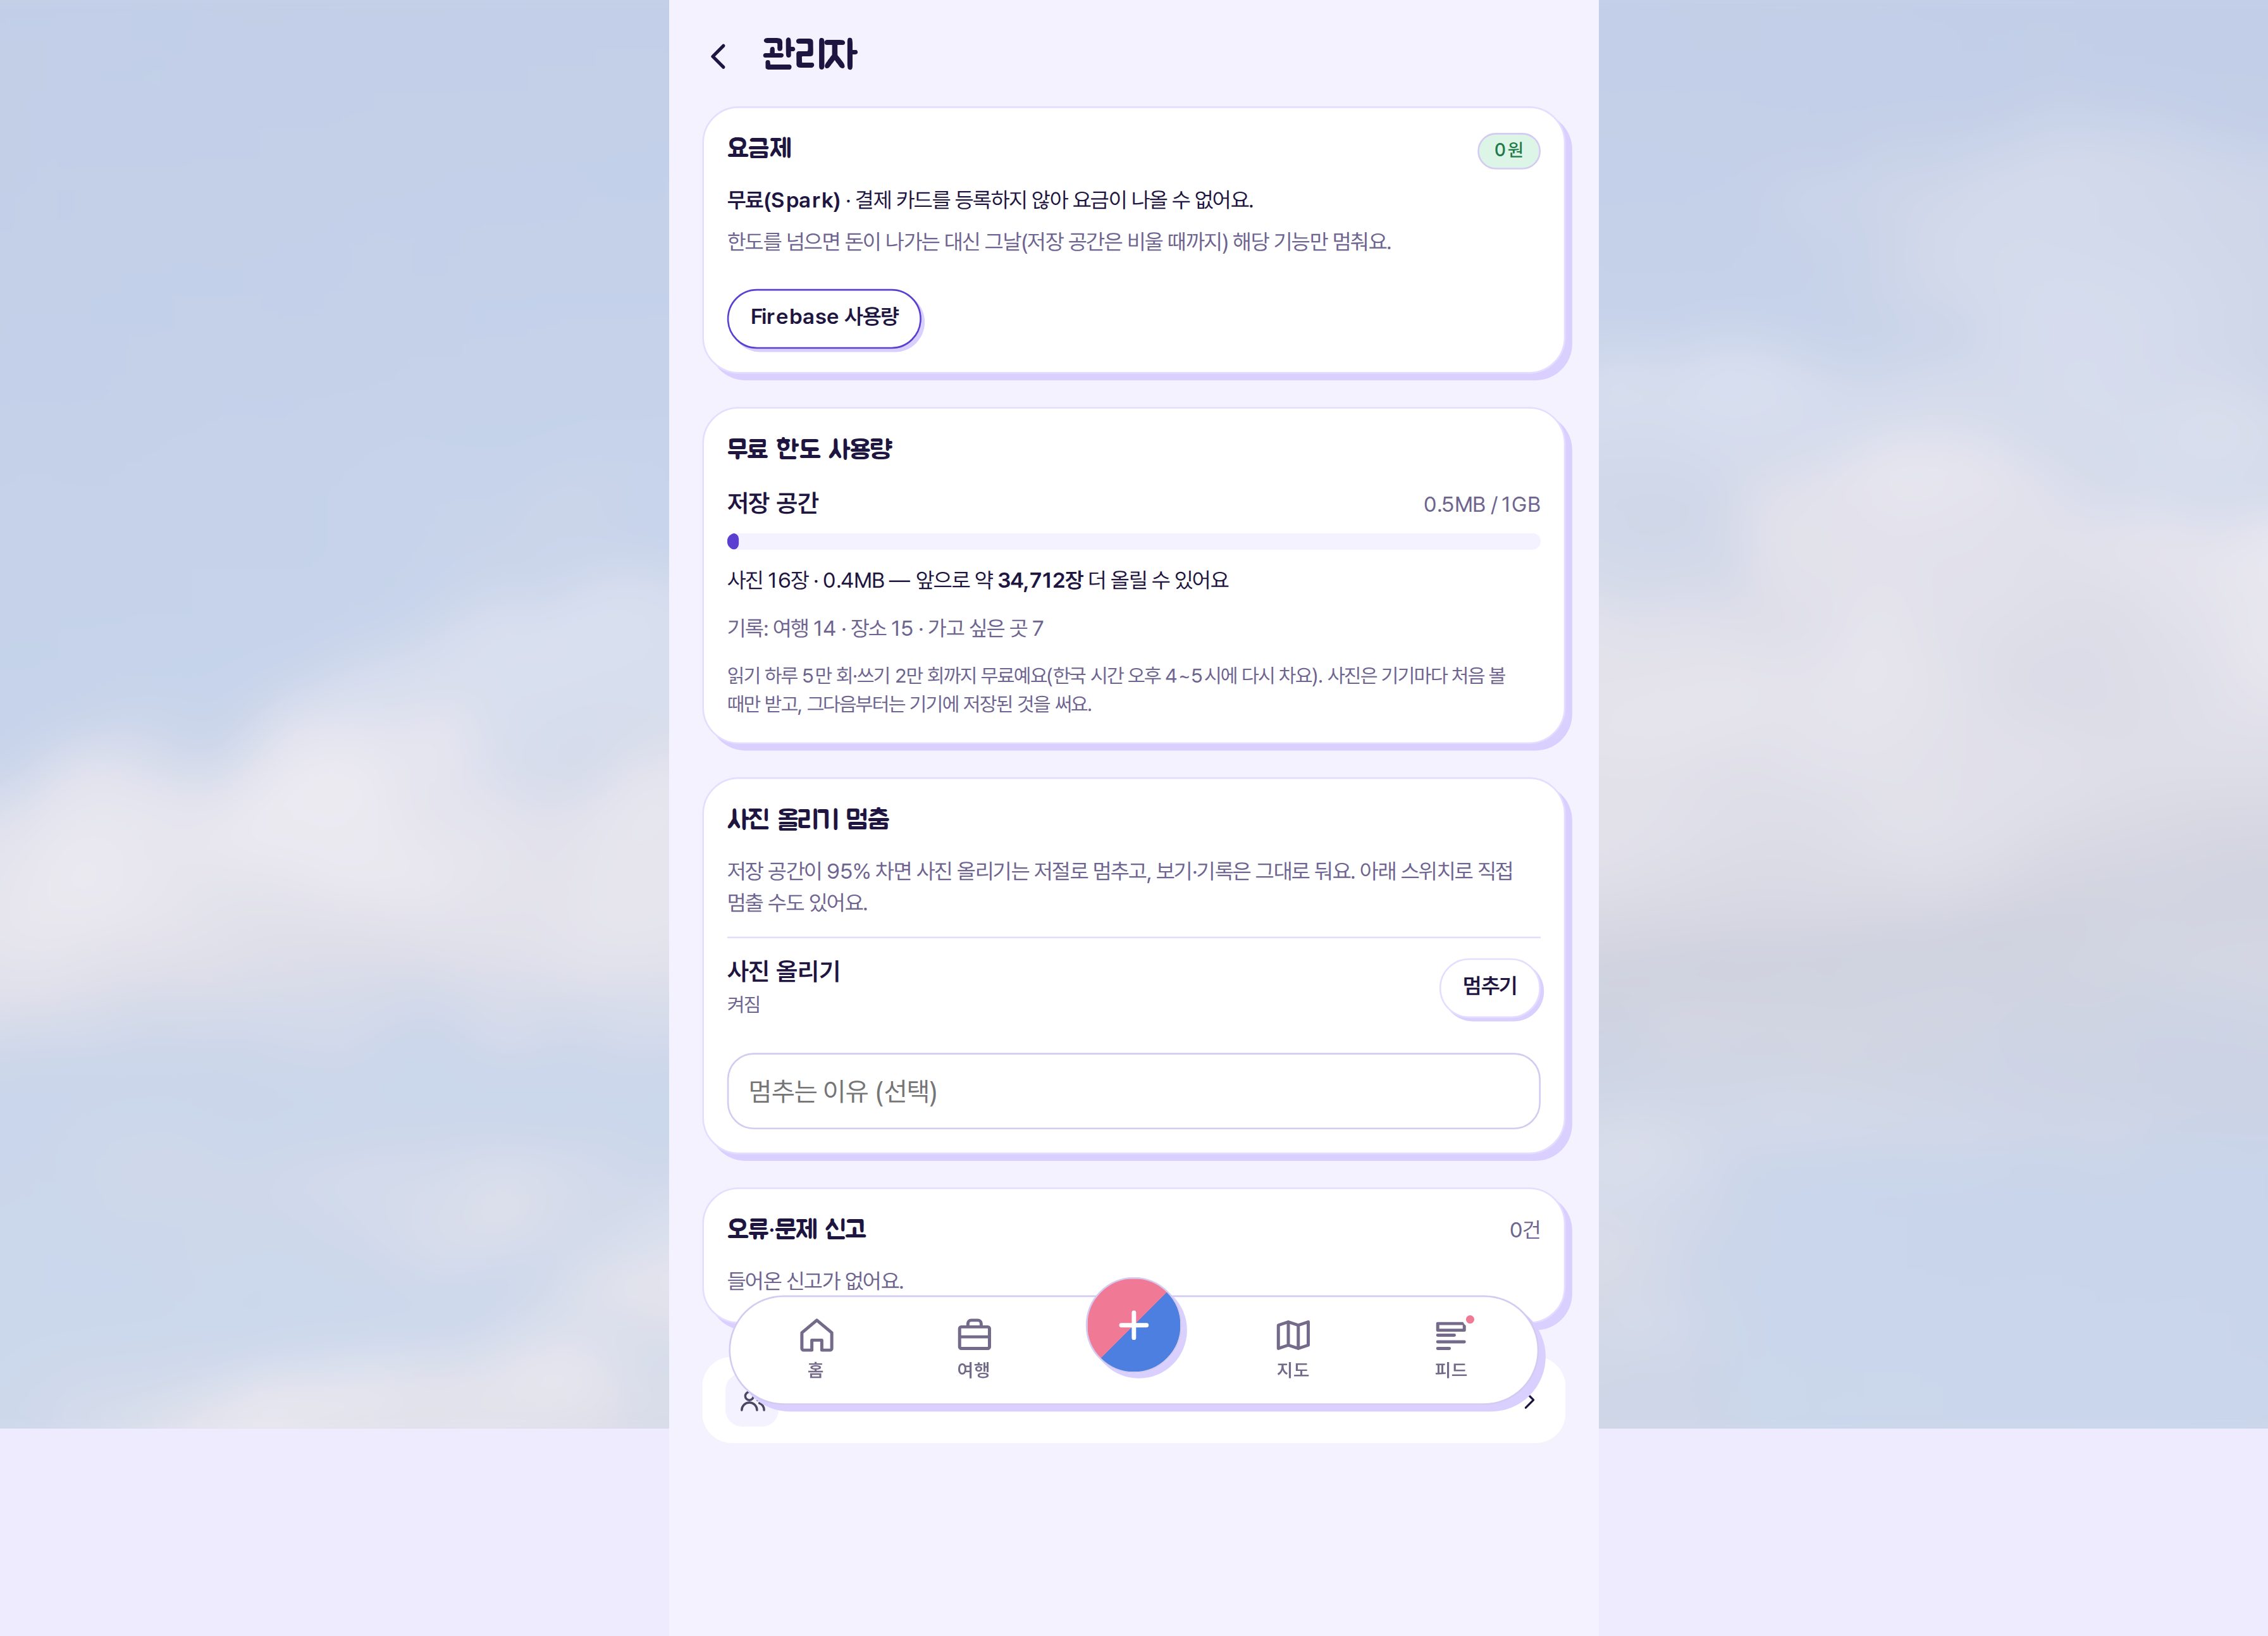 관리자
요금제
0원
무료(Spark) · 결제 카드를 등록하지 않아 요금이 나올 수 없어요.
한도를 넘으면 돈이 나가는 대신 그날(저장 공간은 비울 때까지) 해당 기능만 멈춰요.
Firebase 사용량
무료 한도 사용량
저장 공간
0.5MB / 1GB
사진 16장 · 0.4MB — 앞으로 약 34,712장 더 올릴 수 있어요
기록: 여행 14 · 장소 15 · 가고 싶은 곳 7
읽기 하루 5만 회·쓰기 2만 회까지 무료예요(한국 시간 오후 4~5시에 다시 차요). 사진은 기기마다 처음 볼
때만 받고, 그다음부터는 기기에 저장된 것을 써요.
사진 올리기 멈춤
저장 공간이 95% 차면 사진 올리기는 저절로 멈추고, 보기·기록은 그대로 둬요. 아래 스위치로 직접
멈출 수도 있어요.
사진 올리기
켜짐
멈추기
멈추는 이유 (선택)
오류·문제 신고
0건
들어온 신고가 없어요.
홈
여행
지도
피드